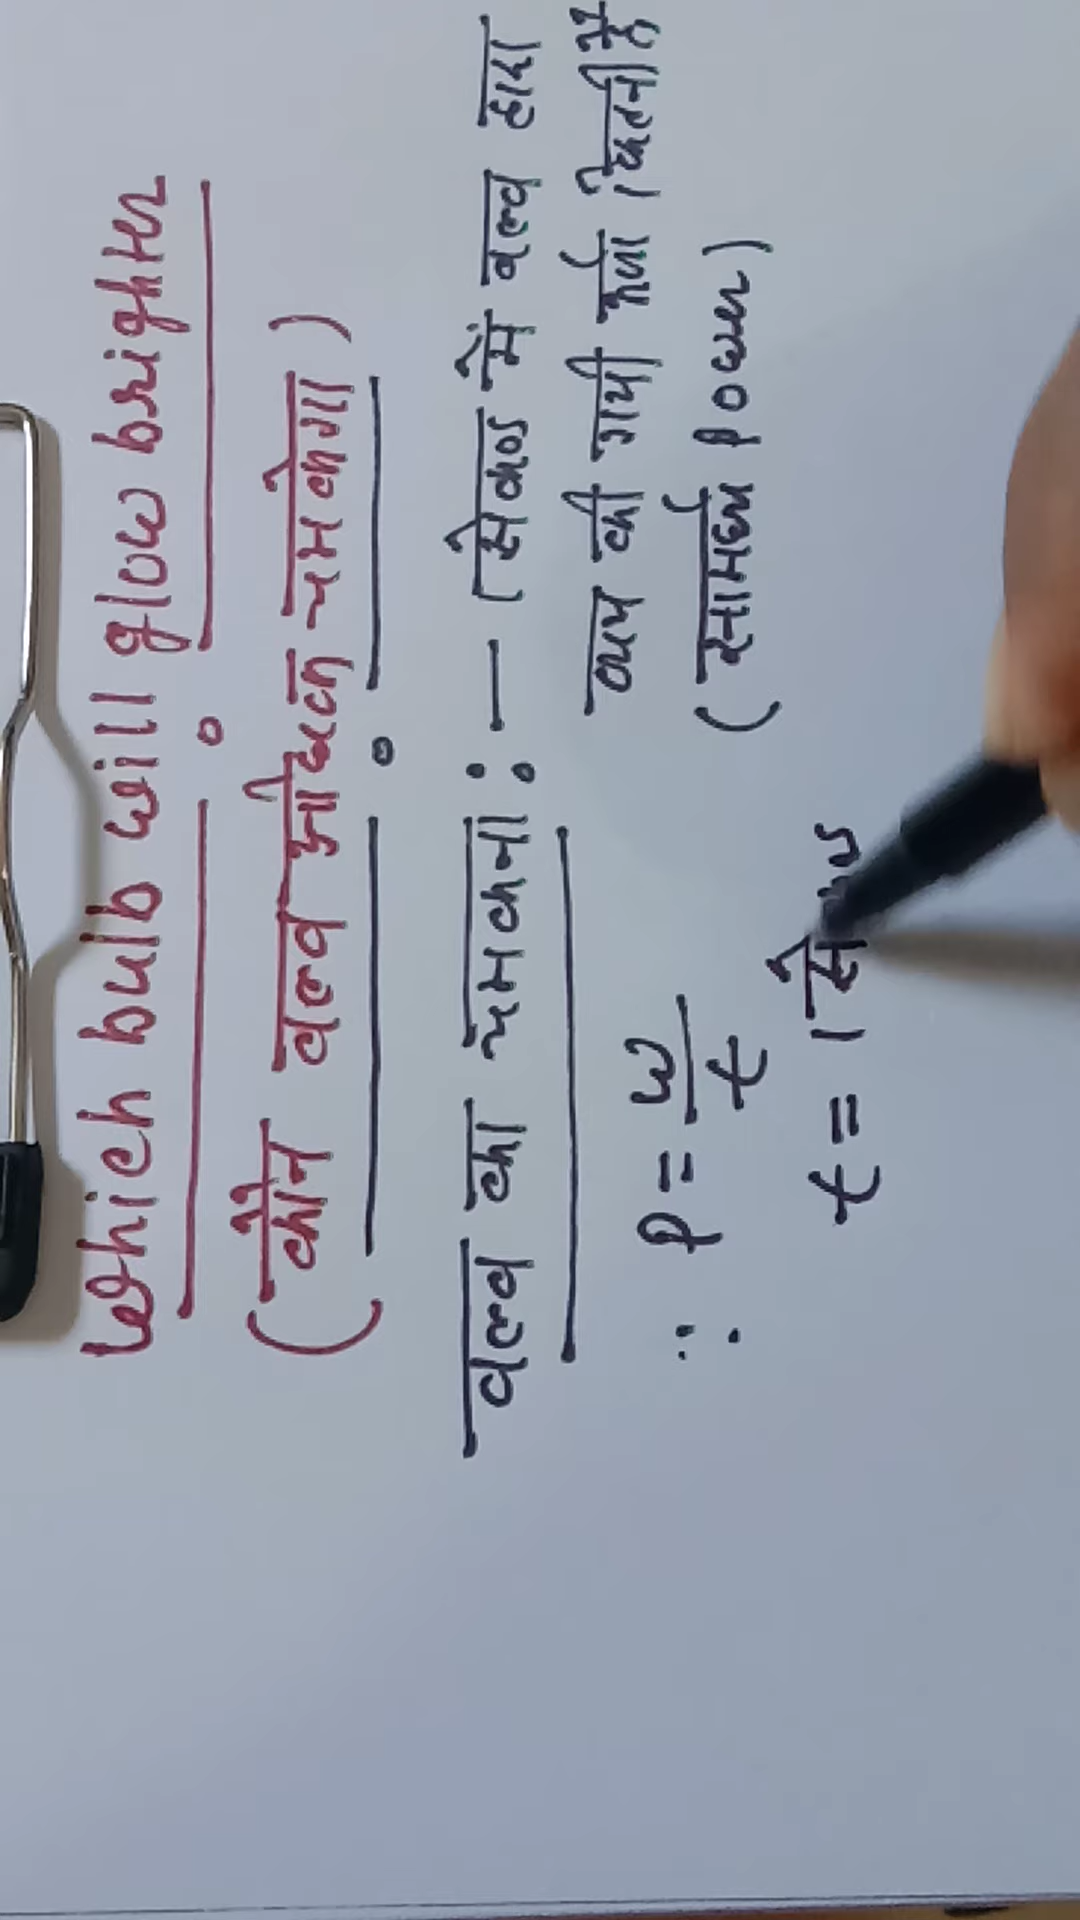 Which bulb will glow brighter
(कौन बल्ब अधिक चमकेगा)
बल्ब का चमकना :— 1सेकण्ड में बल्ब द्वारा
व्यय की गयी ऊर्जा कितनी है
(सामर्थ्य Power)
∵ P = W/t
t = 1